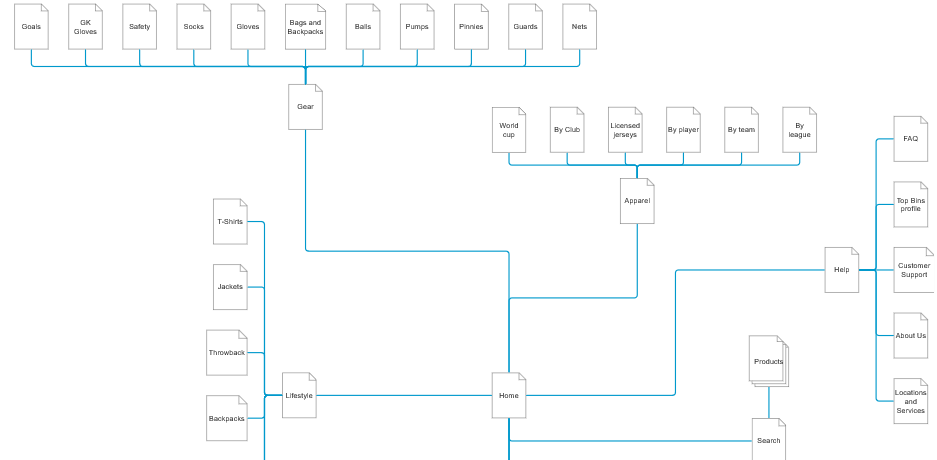 Goals
GK
Gloves
Safety
Socks
Gloves
Bags and
Backpacks
Balls
Pumps
Pinnies
Guards
Nets
Gear
World
cup
By Club
Licensed
jerseys
By player
By team
By
league
FAQ
Apparel
Top Bins
profile
T-Shirts
Help
Customer
Support
Jackets
About Us
Throwback
Products
Lifestyle
Home
Locations
and
Services
Backpacks
Search